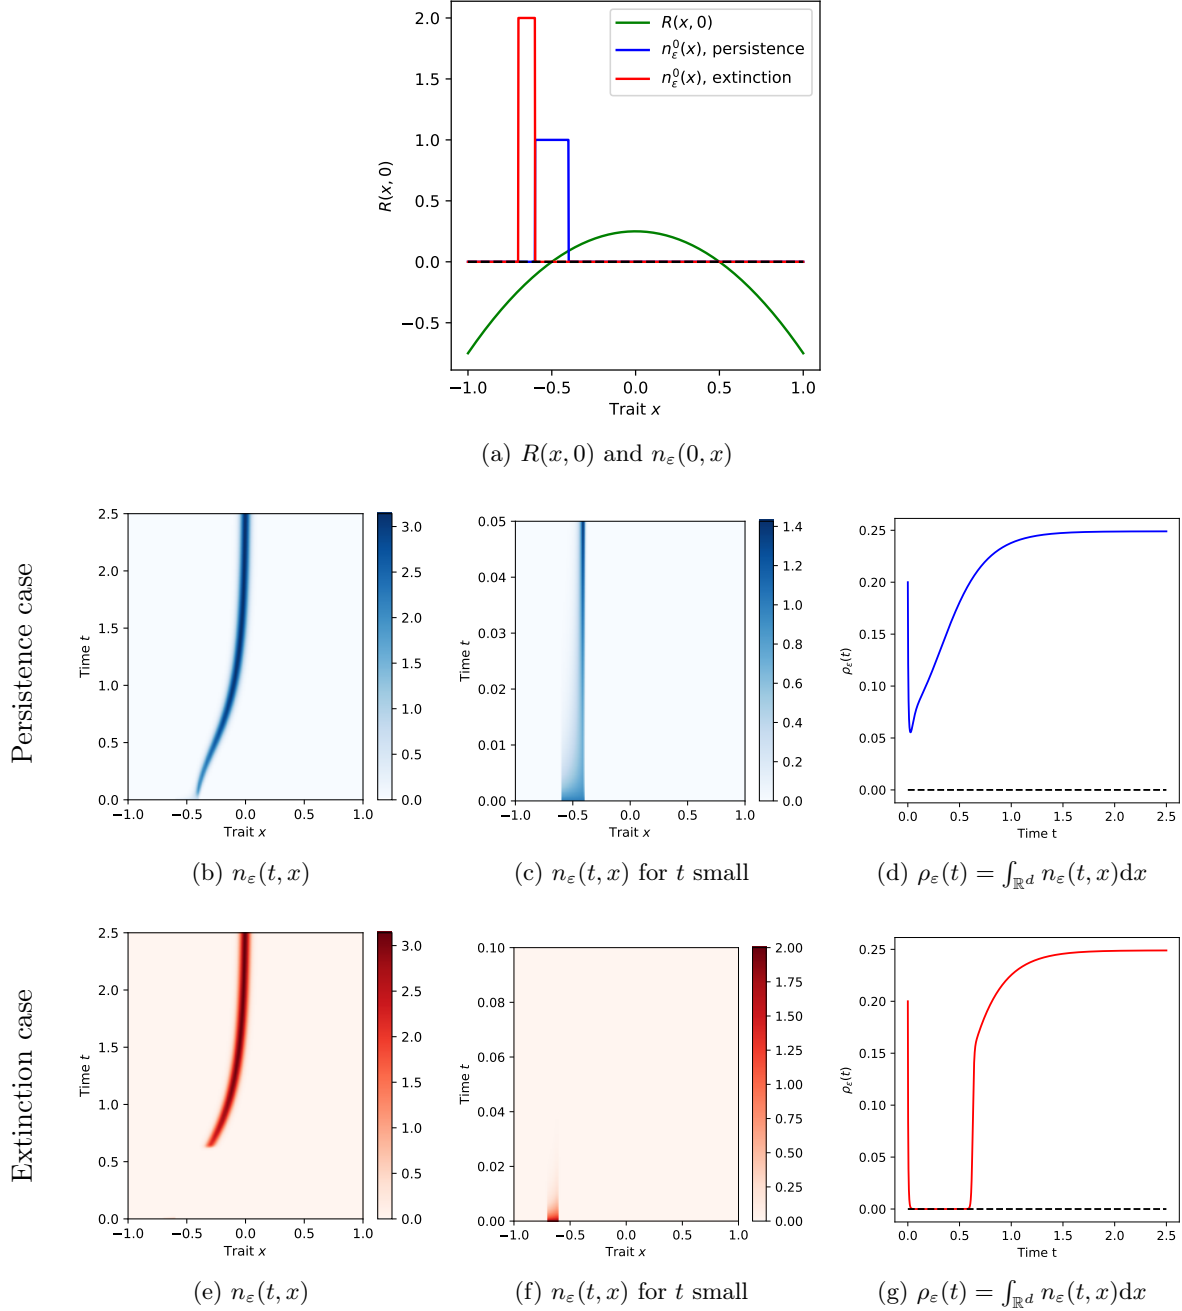 2.0
1.5
1.0
0.5
0.0
−0.5
R(x, 0)
R(x, 0)
n_ε^0(x), persistence
n_ε^0(x), extinction
−1.0 −0.5 0.0 0.5 1.0
Trait x
(a) R(x, 0) and n_ε(0, x)
Persistence case
2.5
2.0
1.5
1.0
0.5
0.0
Time t
−1.0 −0.5 0.0 0.5 1.0
Trait x
3.0
2.5
2.0
1.5
1.0
0.5
0.0
(b) n_ε(t, x)
0.05
0.04
0.03
0.02
0.01
0.00
Time t
−1.0 −0.5 0.0 0.5 1.0
Trait x
1.4
1.2
1.0
0.8
0.6
0.4
0.2
0.0
(c) n_ε(t, x) for t small
0.25
0.20
0.15
0.10
0.05
0.00
ρ_ε(t)
0.0 0.5 1.0 1.5 2.0 2.5
Time t
(d) ρ_ε(t) = ∫_{ℝ^d} n_ε(t, x)dx
Extinction case
2.5
2.0
1.5
1.0
0.5
0.0
Time t
−1.0 −0.5 0.0 0.5 1.0
Trait x
3.0
2.5
2.0
1.5
1.0
0.5
0.0
(e) n_ε(t, x)
0.10
0.08
0.06
0.04
0.02
0.00
Time t
−1.0 −0.5 0.0 0.5 1.0
Trait x
2.00
1.75
1.50
1.25
1.00
0.75
0.50
0.25
0.00
(f) n_ε(t, x) for t small
0.25
0.20
0.15
0.10
0.05
0.00
ρ_ε(t)
0.0 0.5 1.0 1.5 2.0 2.5
Time t
(g) ρ_ε(t) = ∫_{ℝ^d} n_ε(t, x)dx